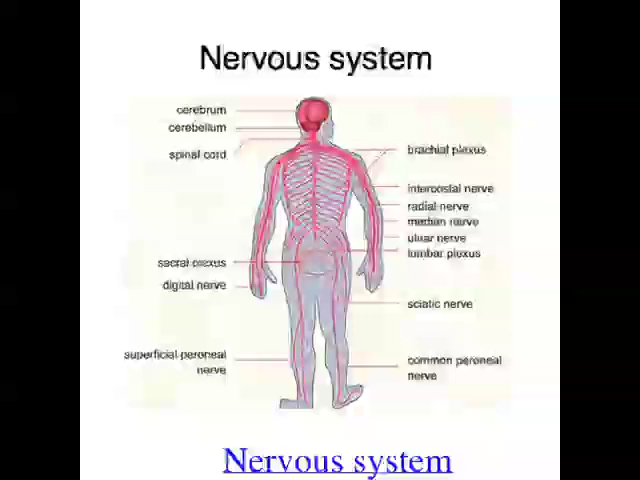 Nervous system
cerebrum
cerebellum
spinal cord
brachial plexus
intercostal nerve
radial nerve
median nerve
ulnar nerve
lumbar plexus
sacral plexus
digital nerve
sciatic nerve
superficial peroneal
nerve
common peroneal
nerve
Nervous system